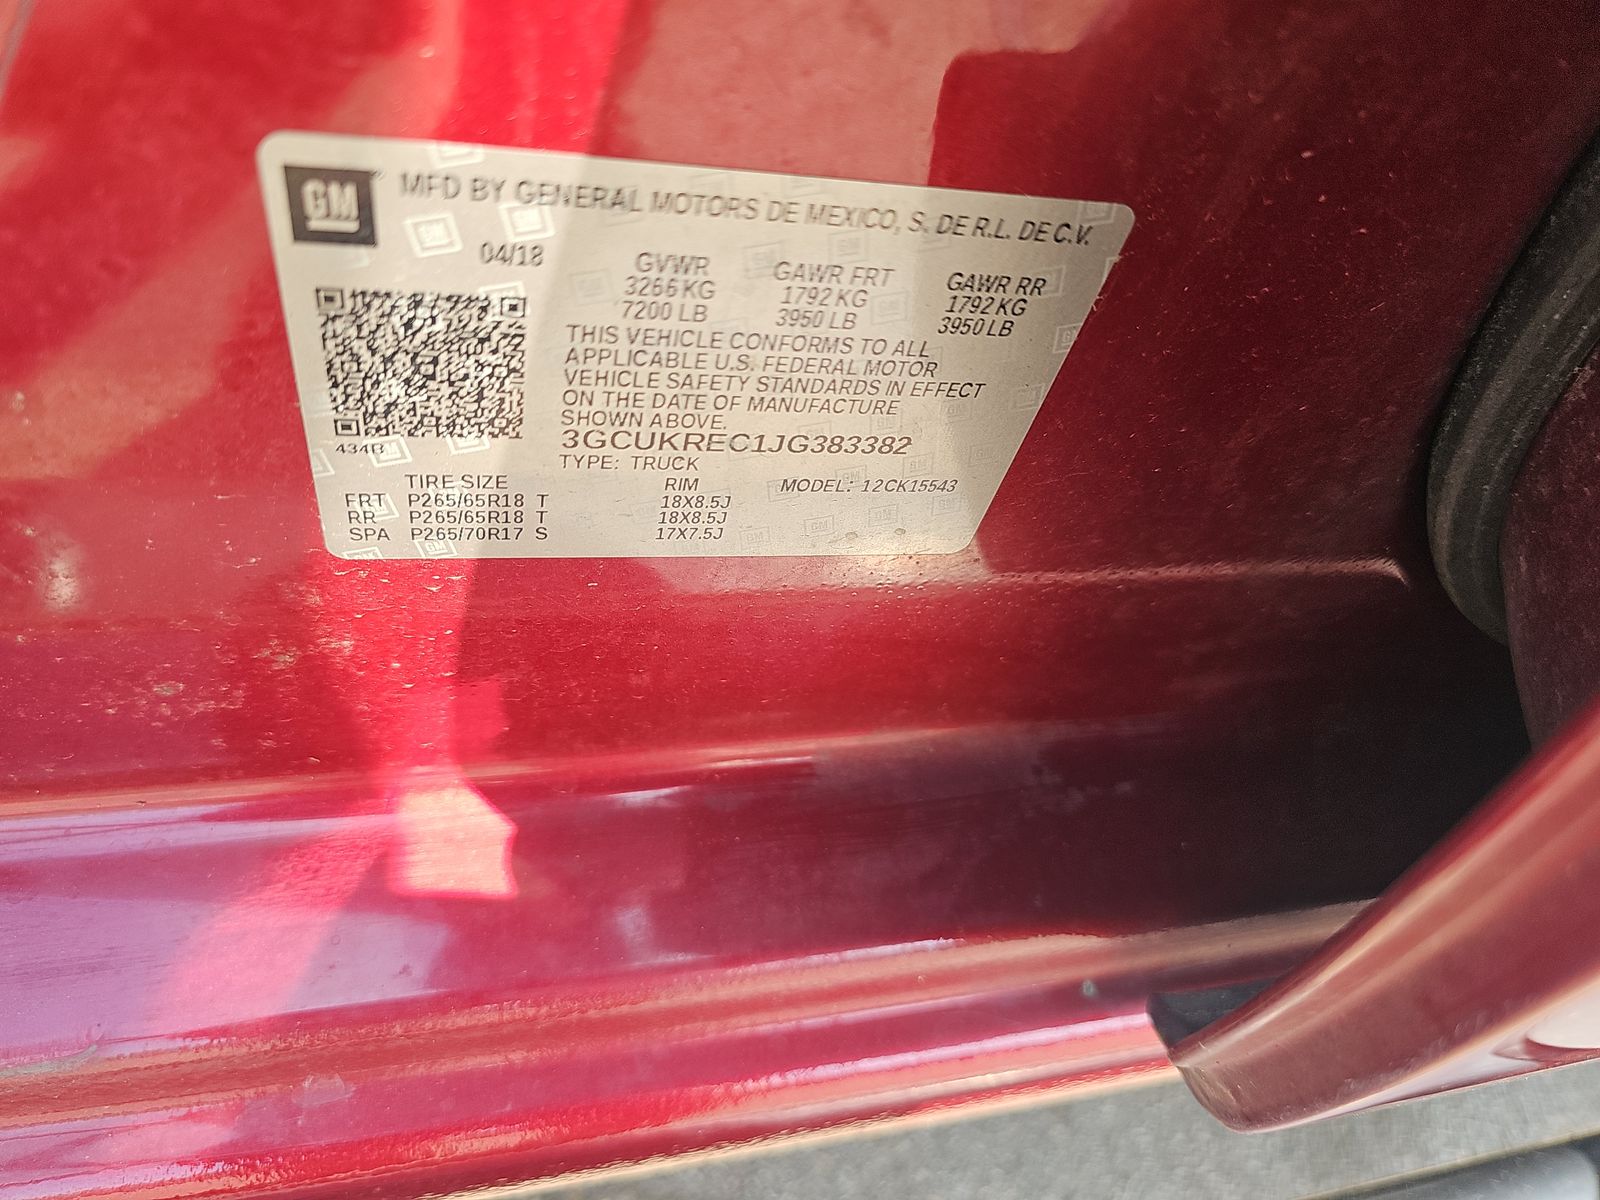 GM
MFD BY GENERAL MOTORS DE MEXICO, S. DE R.L. DE C.V.
04/18
GVWR GAWR FRT GAWR RR
3266 KG 1792 KG 1792 KG
7200 LB 3950 LB 3950 LB
THIS VEHICLE CONFORMS TO ALL
APPLICABLE U.S. FEDERAL MOTOR
VEHICLE SAFETY STANDARDS IN EFFECT
ON THE DATE OF MANUFACTURE
SHOWN ABOVE.
434B
3GCUKREC1JG383382
TYPE: TRUCK
TIRE SIZE RIM MODEL: 12CK15543
FRT P265/65R18 T 18X8.5J
RR P265/65R18 T 18X8.5J
SPA P265/70R17 S 17X7.5J